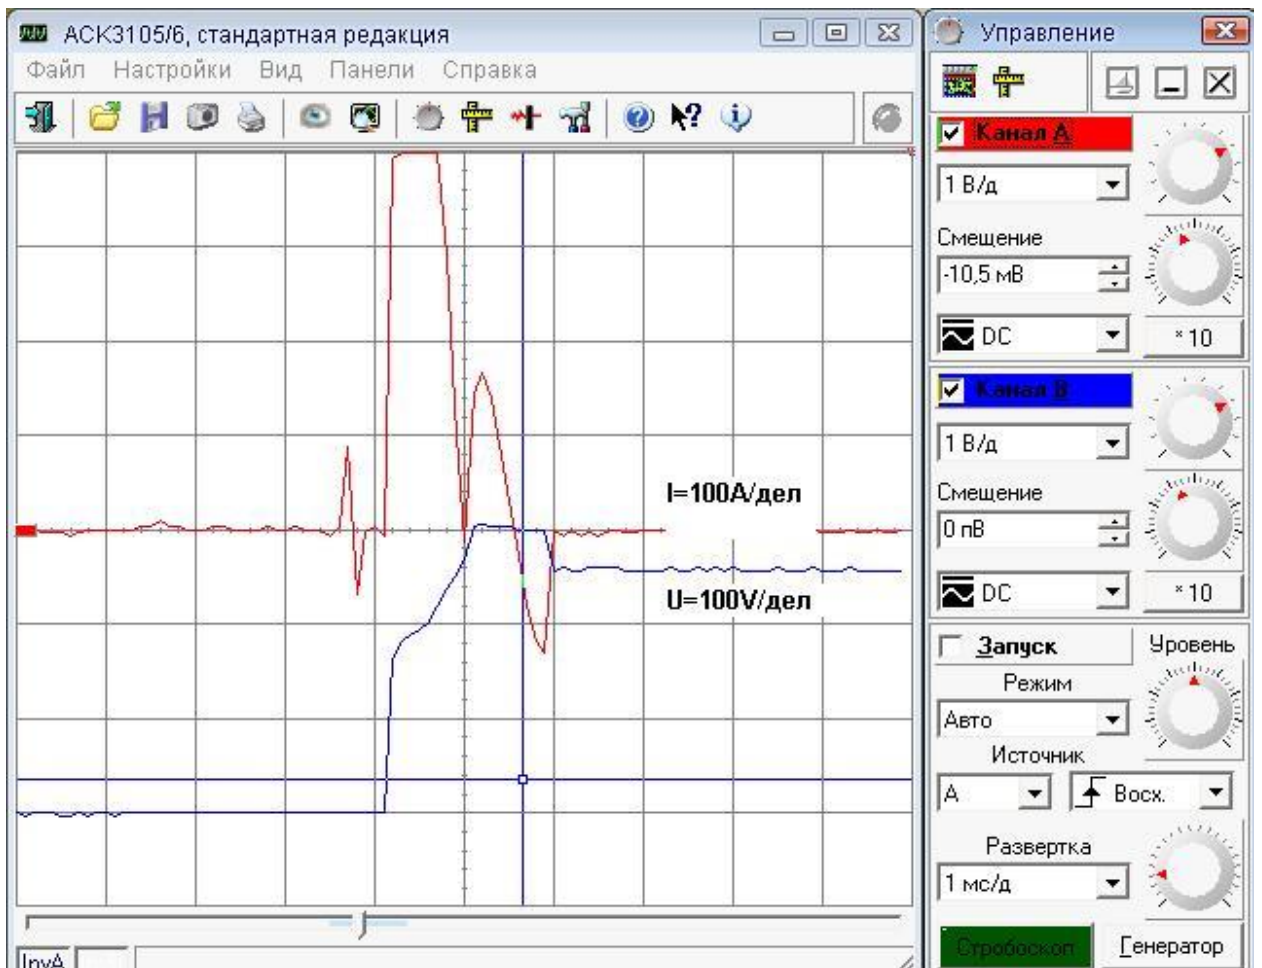 АСК3105/6, стандартная редакция
Файл Настройки Вид Панели Справка
I=100А/дел
U=100V/дел
InvA
Управление
Канал А
1 В/д
Смещение
-10,5 мВ
DC
* 10
Канал В
1 В/д
Смещение
0 пВ
DC
* 10
Запуск
Уровень
Режим
Авто
Источник
А
Восх.
Развертка
1 мс/д
Стробоскоп
Генератор